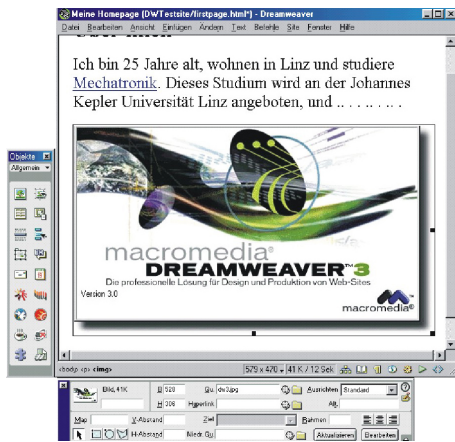 Meine Homepage (DWTestsite/firstpage.html*) - Dreamweaver
Datei Bearbeiten Ansicht Einfügen Ändern Text Befehle Site Fenster Hilfe
Ich bin 25 Jahre alt, wohnen in Linz und studiere
Mechatronik. Dieses Studium wird an der Johannes
Kepler Universität Linz angeboten, und .. . . .. . .. .
Objekte
Allgemein
macromedia®
DREAMWEAVER™3
Die professionelle Lösung für Design und Produktion von Web-Sites
Version 3.0
macromedia®
<body> <p> <img>
529 x 470 41 K / 12 Sek
Bild, 41K B 529 Qu. dw3.jpg Ausrichten Standard
H 306 Hyperlink Alt.
Map V-Abstand Ziel Rahmen
H-Abstand Niedr. Qu. Aktualisieren Bearbeiten